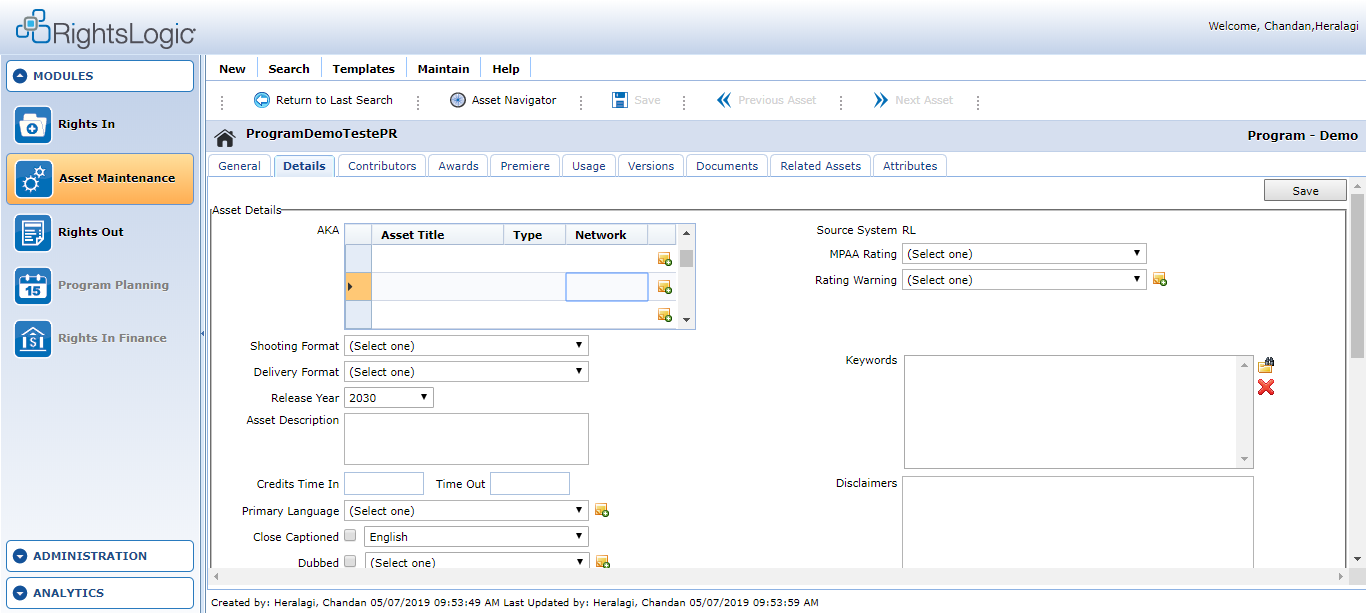 RightsLogic
Welcome, Chandan,Heralagi
MODULES
Rights In
Asset Maintenance
Rights Out
15
Program Planning
$
Rights In Finance
ADMINISTRATION
ANALYTICS
New Search Templates Maintain Help
Return to Last Search Asset Navigator Save Previous Asset Next Asset
ProgramDemoTestePR Program - Demo
General Details Contributors Awards Premiere Usage Versions Documents Related Assets Attributes
Save
Asset Details
AKA Asset Title Type Network
Source System RL
MPAA Rating (Select one)
Rating Warning (Select one)
Shooting Format (Select one)
Delivery Format (Select one)
Release Year 2030
Asset Description
Keywords
Credits Time In Time Out
Disclaimers
Primary Language (Select one)
Close Captioned English
Dubbed (Select one)
Created by: Heralagi, Chandan 05/07/2019 09:53:49 AM Last Updated by: Heralagi, Chandan 05/07/2019 09:53:59 AM